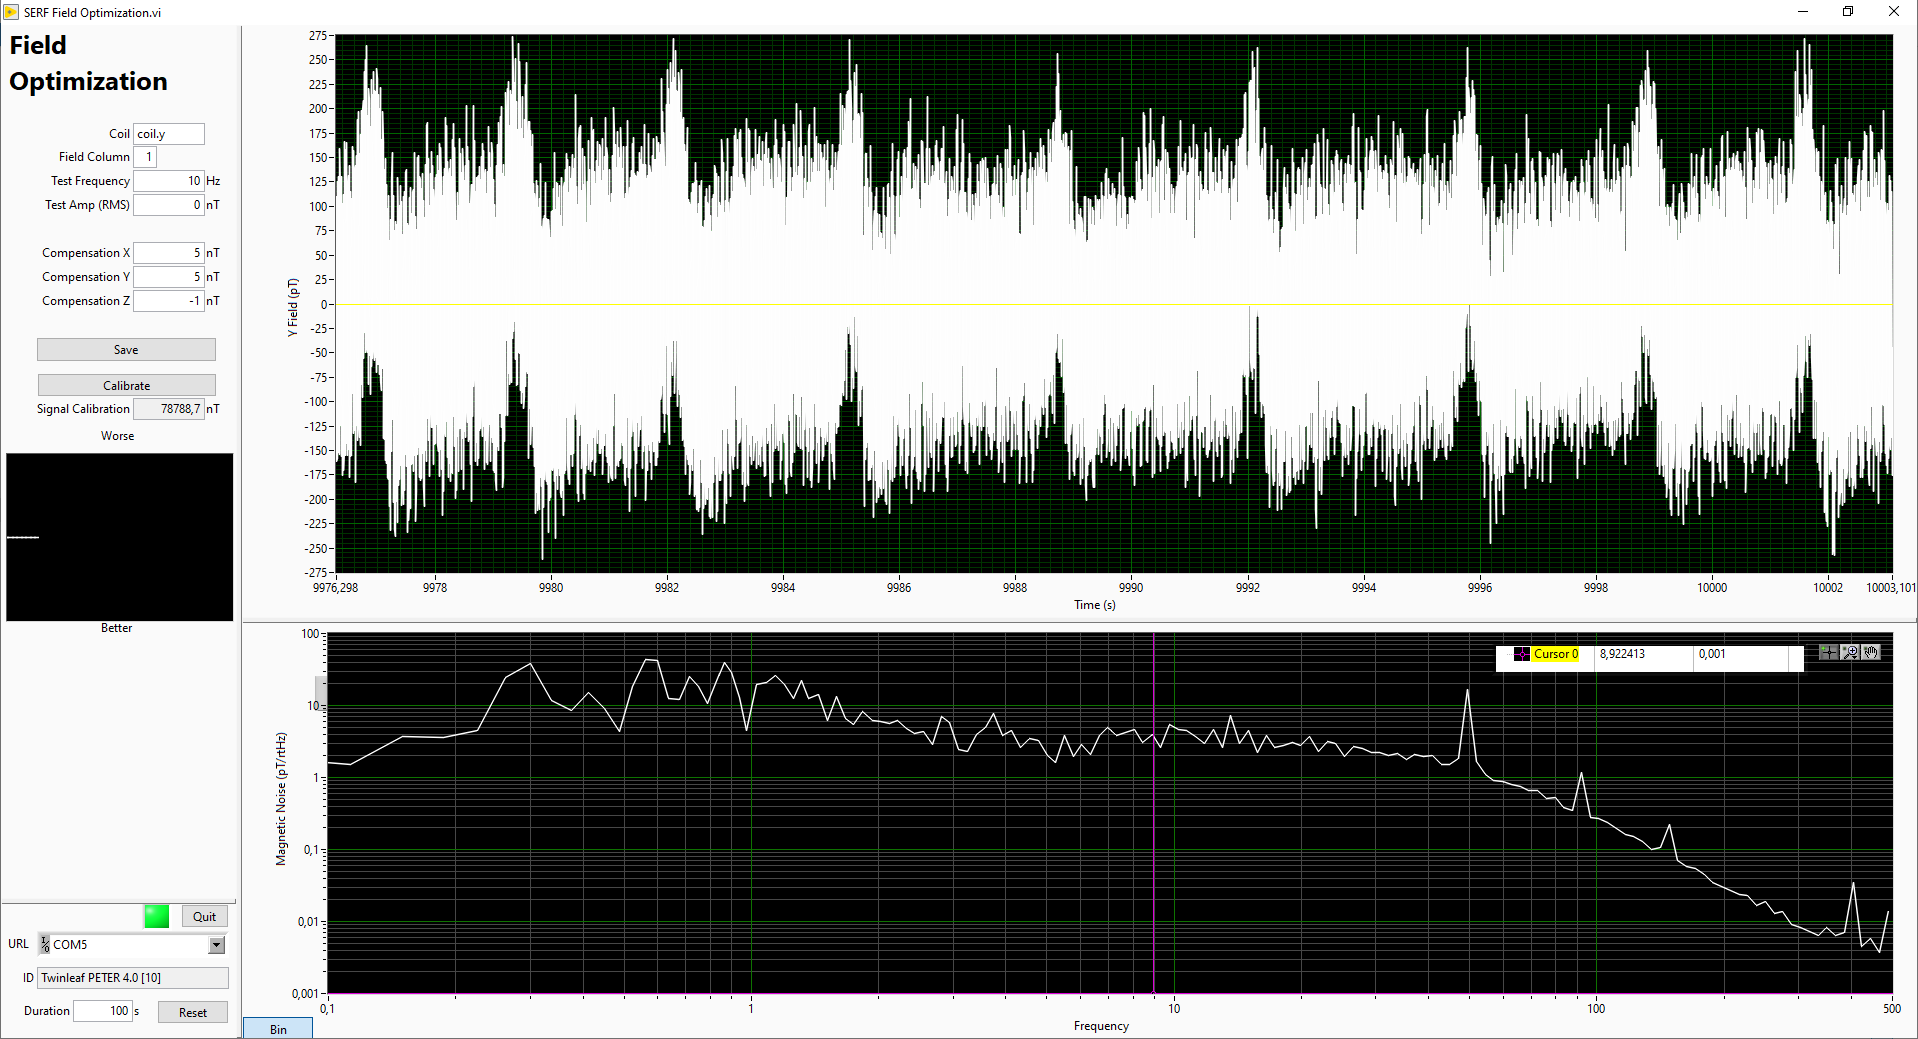 SERF Field Optimization.vi
Field
Optimization
Coil coil.y
Field Column 1
Test Frequency 10 Hz
Test Amp (RMS) 0 nT
Compensation X 5 nT
Compensation Y 5 nT
Compensation Z -1 nT
Save
Calibrate
Signal Calibration 78788,7 nT
Worse
Better
Quit
URL I/O COM5
ID Twinleaf PETER 4.0 [10]
Duration 100 s Reset
Y Field (pT)
275
250
225
200
175
150
125
100
75
50
25
0
-25
-50
-75
-100
-125
-150
-175
-200
-225
-250
-275
9976,298 9978 9980 9982 9984 9986 9988 9990 9992 9994 9996 9998 10000 10002 10003,101
Time (s)
Cursor 0 8,922413 0,001
Magnetic Noise (pT/rtHz)
100
10
1
0,1
0,01
0,001
0,1 1 10 100 500
Frequency
Bin